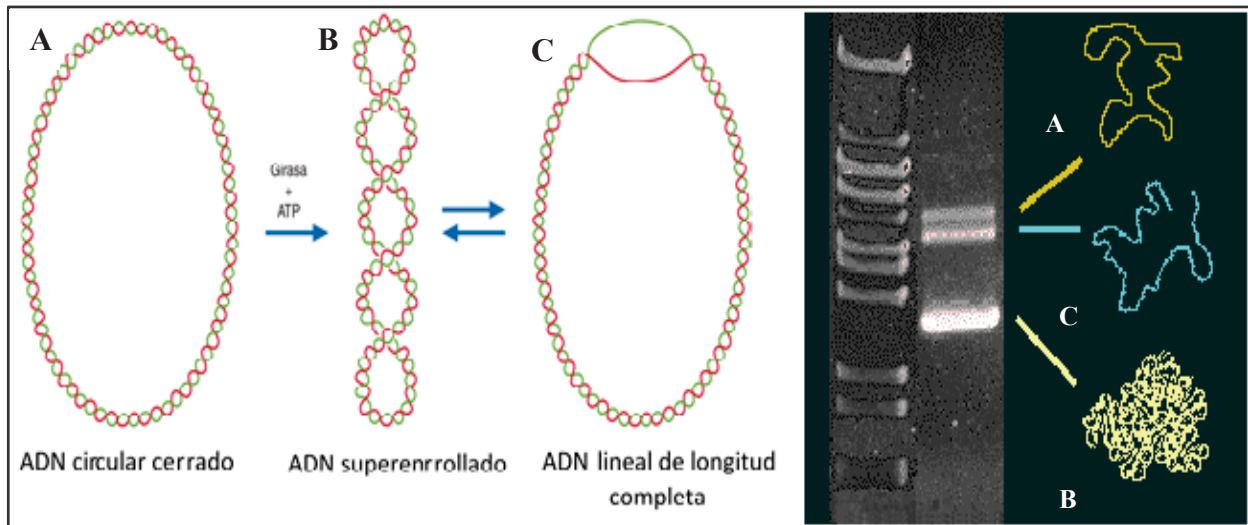 A
B
C
Girasa
+
ATP
ADN circular cerrado
ADN superenrrollado
ADN lineal de longitud
completa
A
C
B